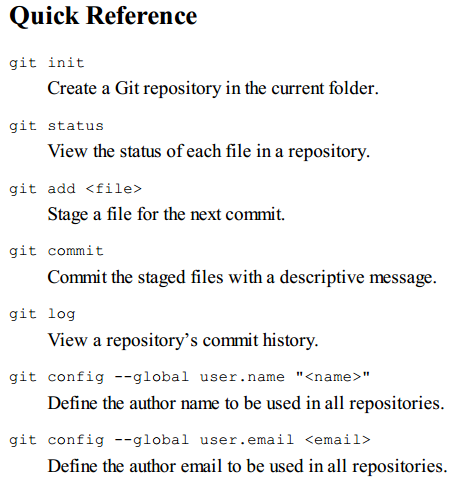 Quick Reference
git init
Create a Git repository in the current folder.
git status
View the status of each file in a repository.
git add <file>
Stage a file for the next commit.
git commit
Commit the staged files with a descriptive message.
git log
View a repository’s commit history.
git config --global user.name "<name>"
Define the author name to be used in all repositories.
git config --global user.email <email>
Define the author email to be used in all repositories.